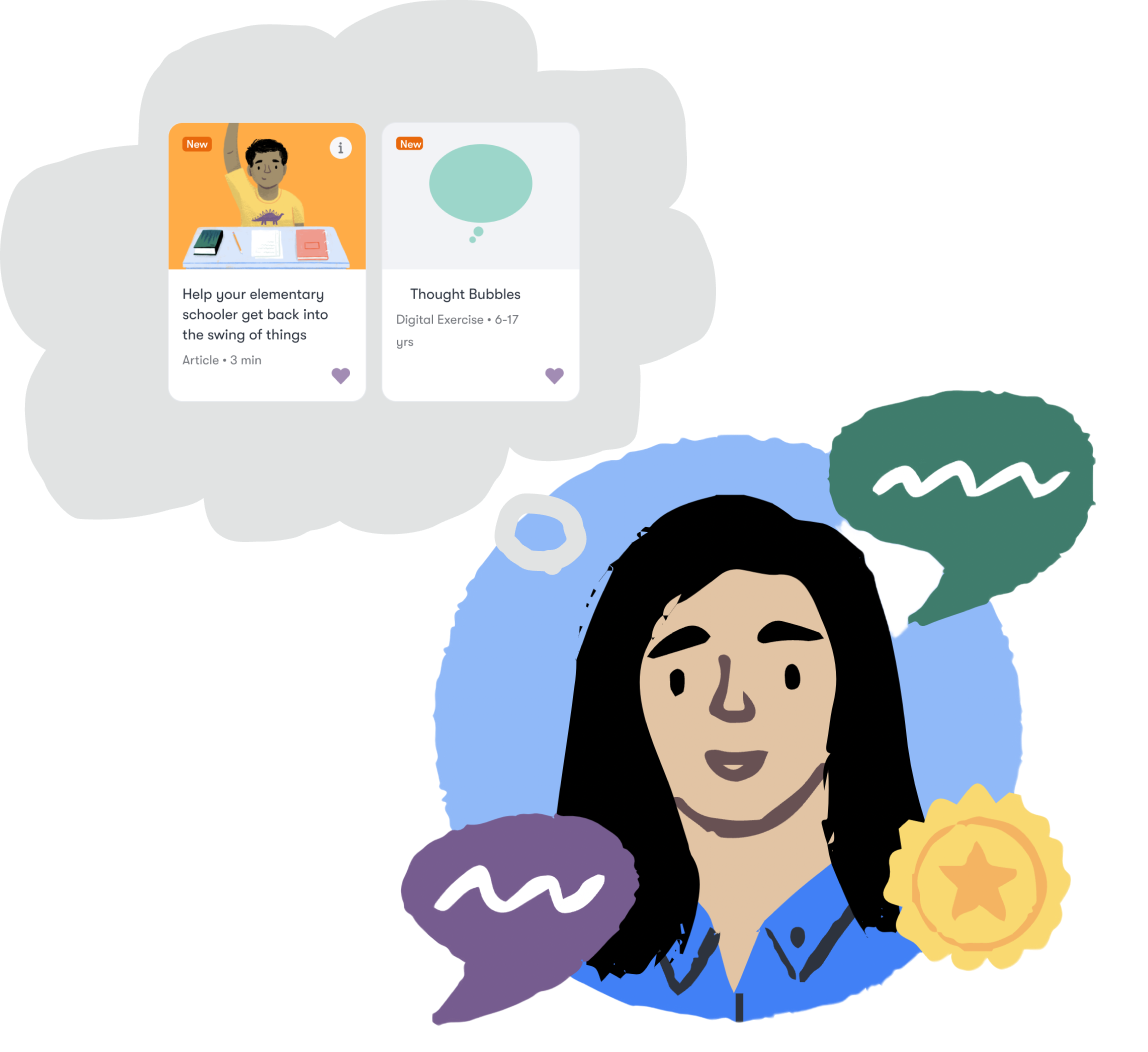 New
i
Help your elementary
schooler get back into
the swing of things
Article • 3 min
New
Thought Bubbles
Digital Exercise • 6-17
yrs